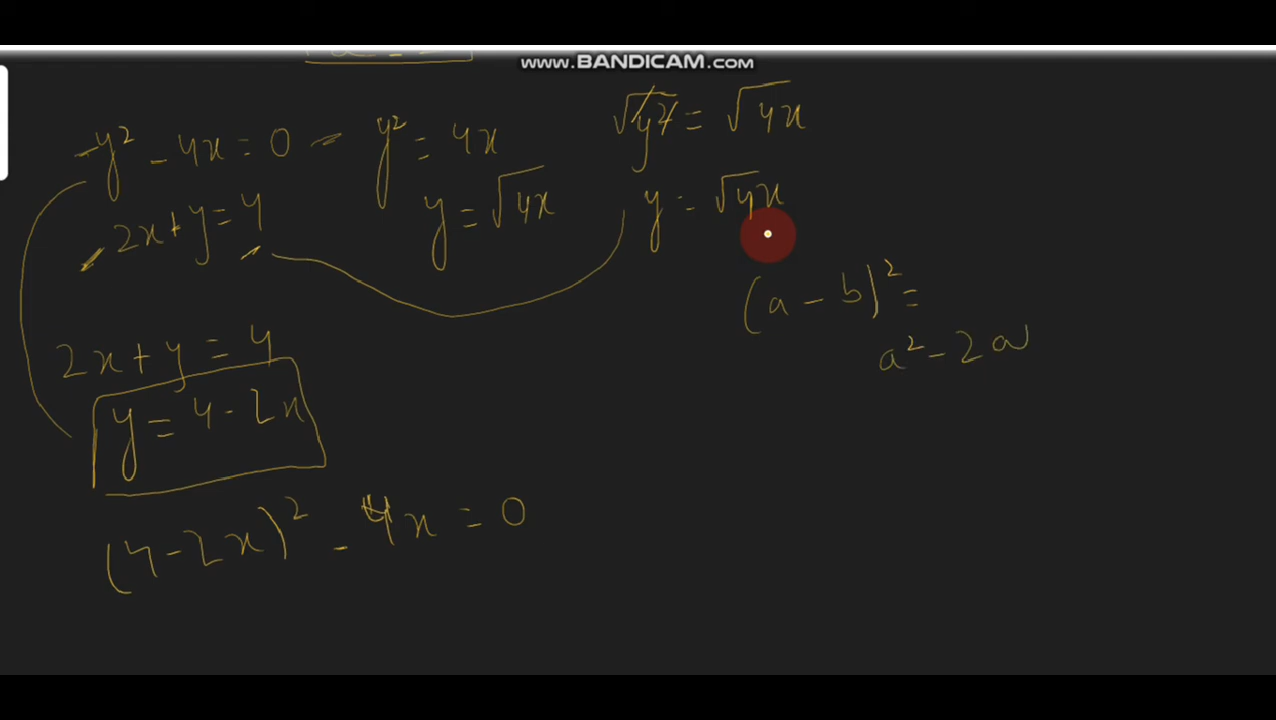 www.BANDICAM.com
y² - 4x = 0
y² = 4x
√y² = √4x
2x + y = 4
y = √4x
y = √4x
(a - b)² =
a² - 2a
2x + y = 4
y = 4 - 2x
(4 - 2x)² - 4x = 0